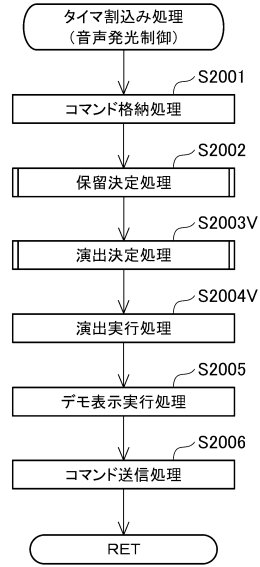 タイマ割込み処理
（音声発光制御）
S2001
コマンド格納処理
S2002
保留決定処理
S2003V
演出決定処理
S2004V
演出実行処理
S2005
デモ表示実行処理
S2006
コマンド送信処理
RET